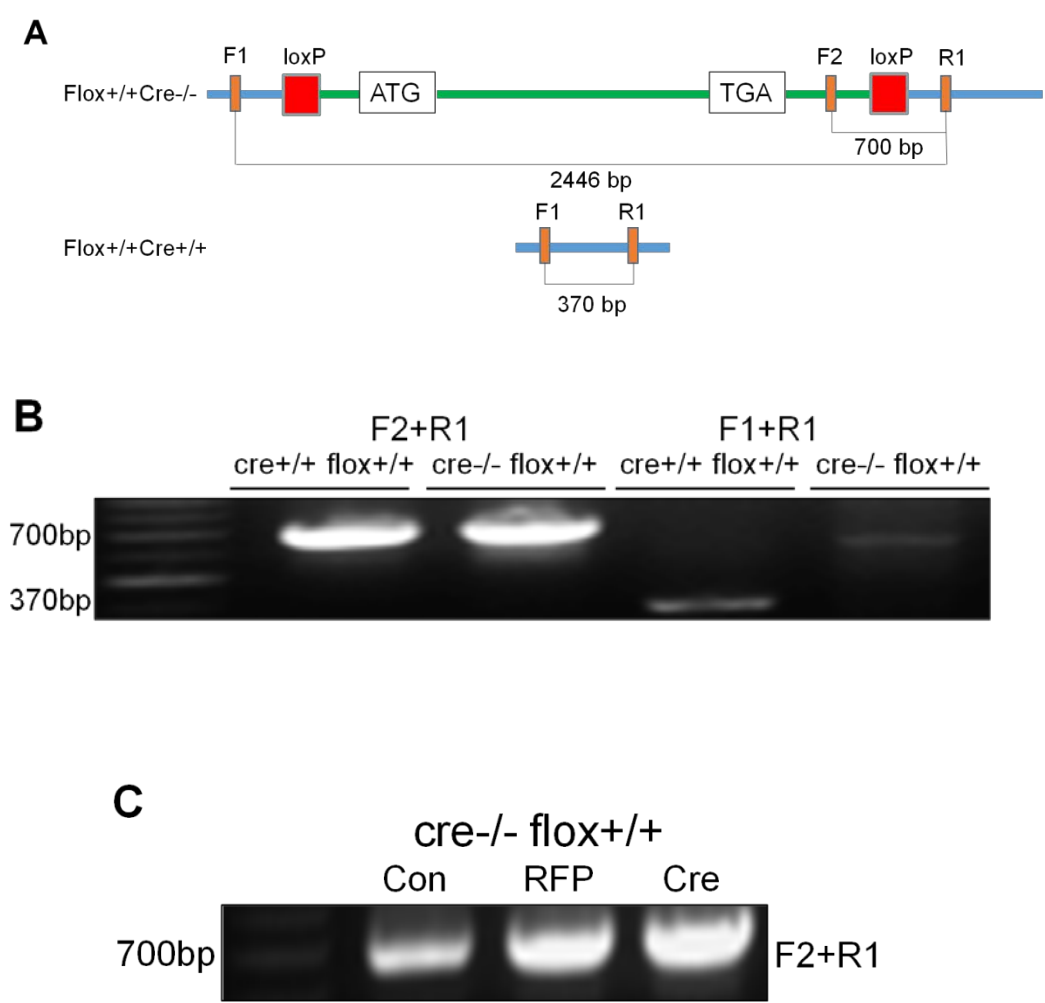 A
F1 loxP F2 loxP R1
Flox+/+Cre-/- ATG TGA
700 bp
2446 bp
F1 R1
Flox+/+Cre+/+
370 bp
B
F2+R1 F1+R1
cre+/+ flox+/+ cre-/- flox+/+ cre+/+ flox+/+ cre-/- flox+/+
700bp
370bp
C
cre-/- flox+/+
Con RFP Cre
700bp F2+R1